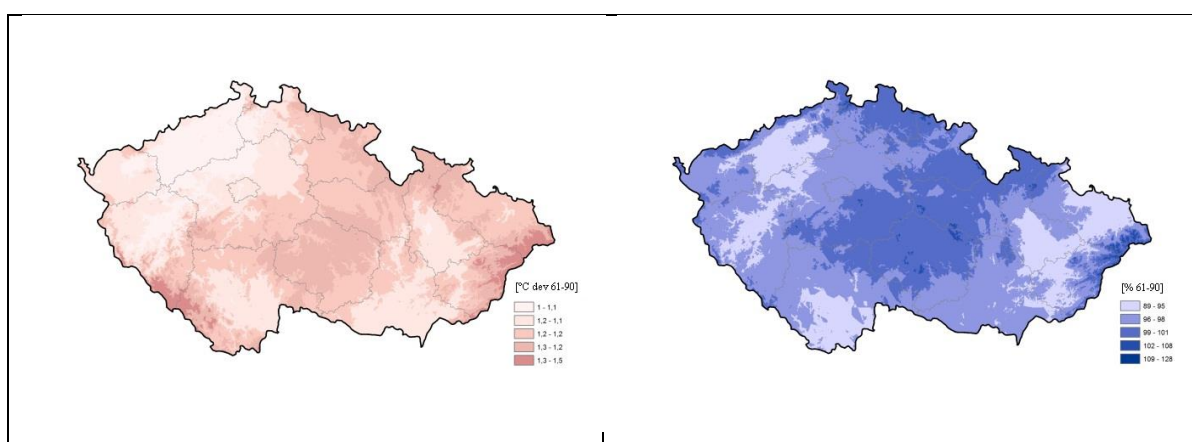 [°C dev 61-90]
1 - 1,1
1,2 - 1,1
1,2 - 1,2
1,3 - 1,2
1,3 - 1,5
[% 61-90]
89 - 95
96 - 98
99 - 101
102 - 108
109 - 128